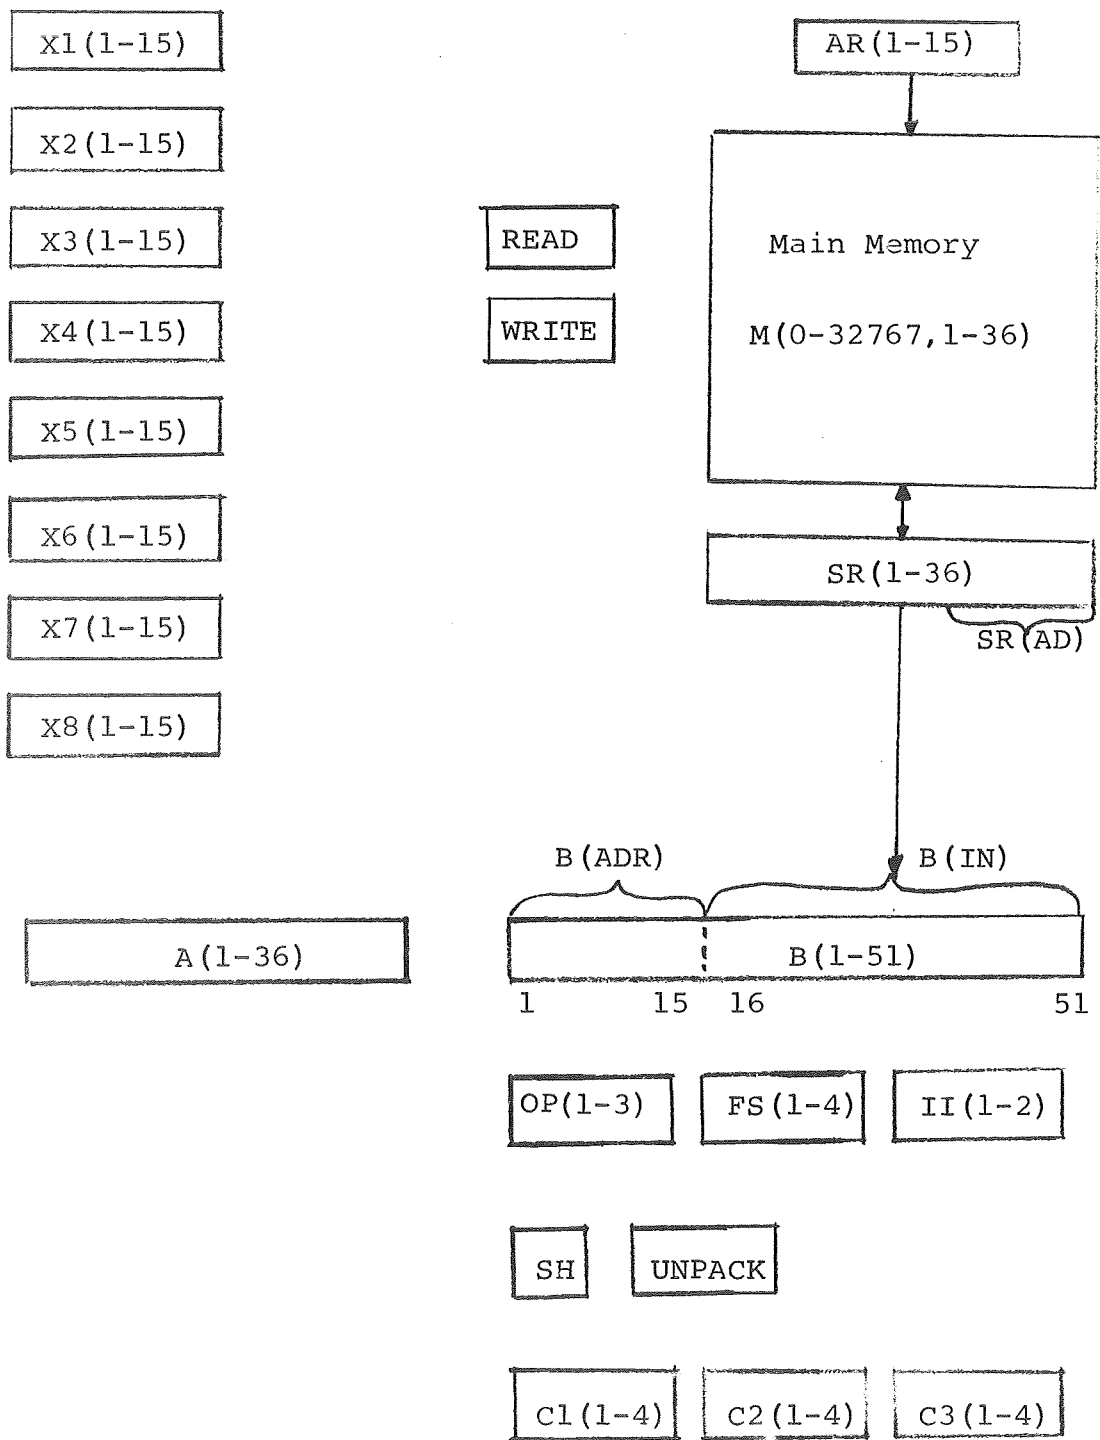 X1(1-15)
AR(1-15)
X2(1-15)
X3(1-15)
READ
Main Memory
X4(1-15)
WRITE
M(0-32767,1-36)
X5(1-15)
X6(1-15)
SR(1-36)
X7(1-15)
SR(AD)
X8(1-15)
B(ADR)
B(IN)
A(1-36)
B(1-51)
1
15
16
51
OP(1-3)
FS(1-4)
II(1-2)
SH
UNPACK
C1(1-4)
C2(1-4)
C3(1-4)